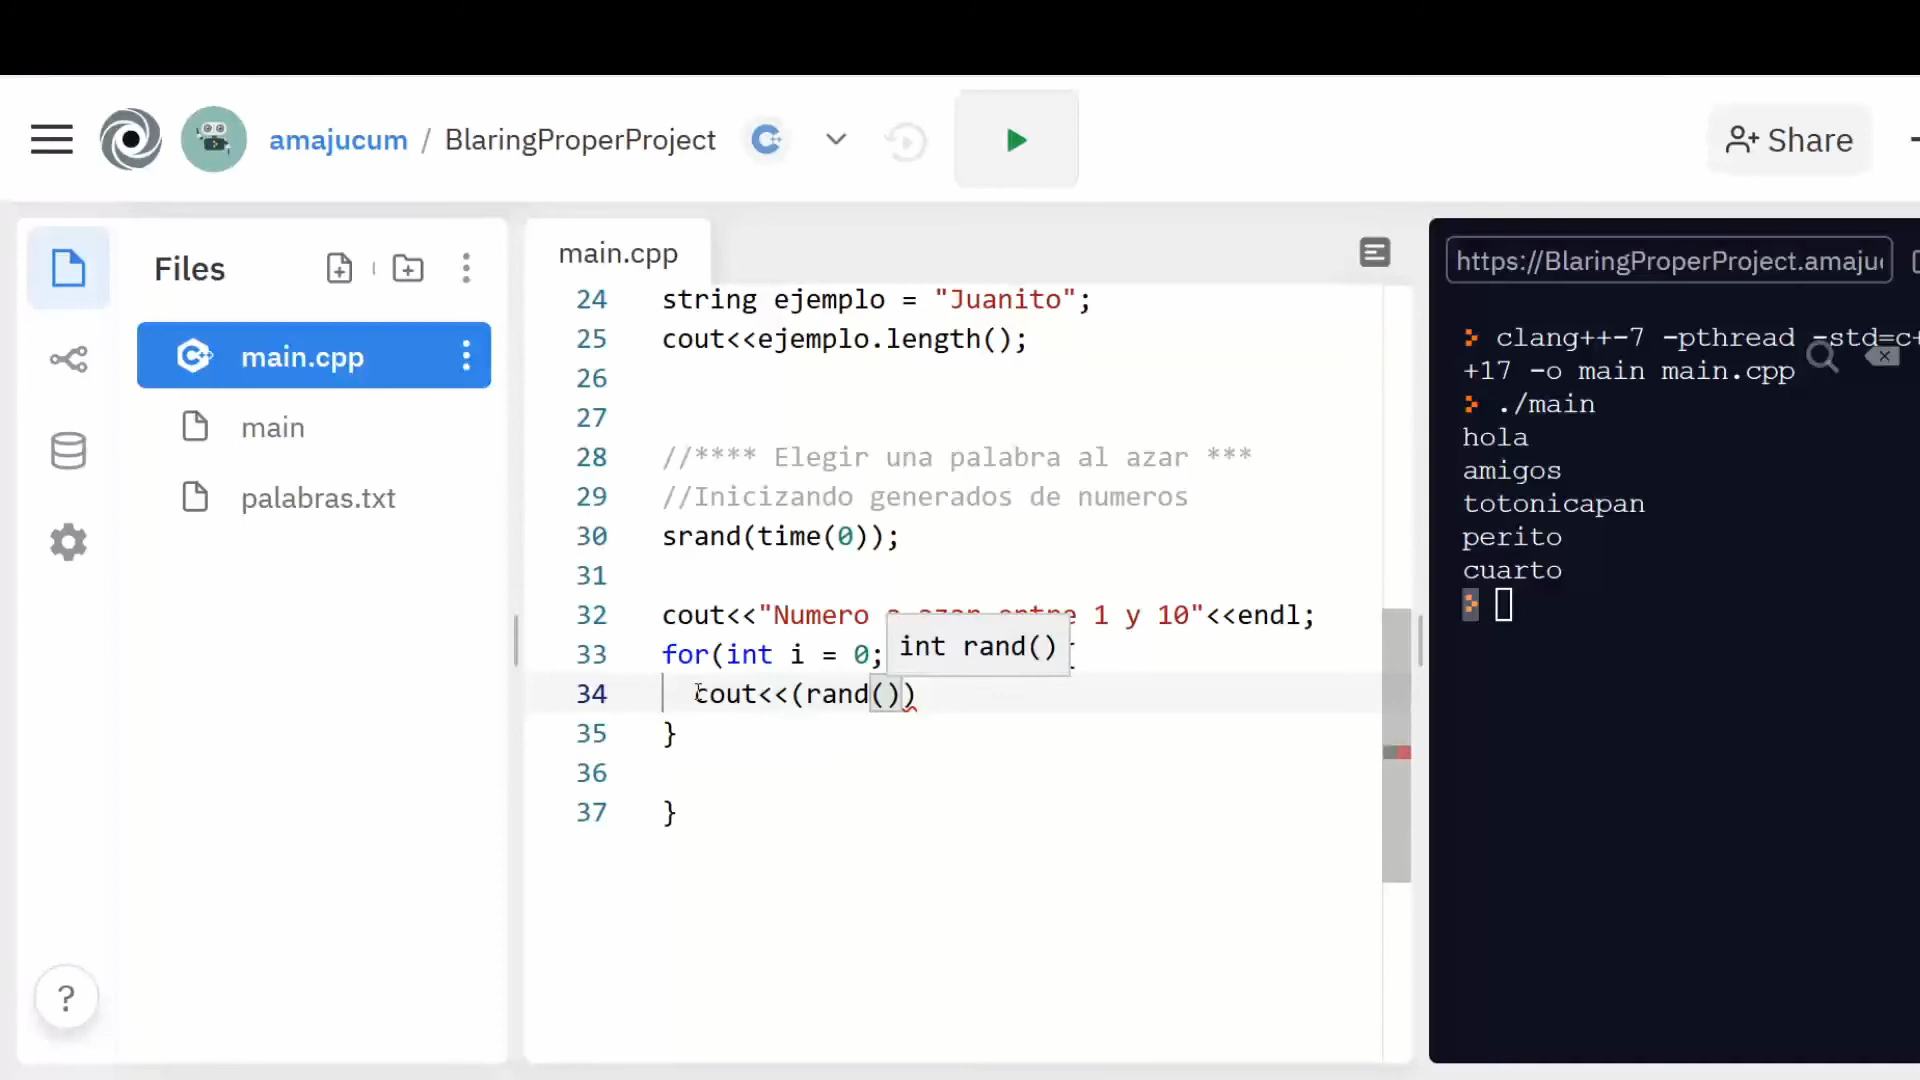 amajucum / BlaringProperProject
Share
Files
main.cpp
main
palabras.txt
?
main.cpp
24 string ejemplo = "Juanito";
25 cout<<ejemplo.length();
26
27
28 //**** Elegir una palabra al azar ***
29 //Inicizando generados de numeros
30 srand(time(0));
31
32 cout<<"Numero a azar entre 1 y 10"<<endl;
33 for(int i = 0;
int rand()
34 cout<<(rand())
35 }
36
37 }
https://BlaringProperProject.amaju
clang++-7 -pthread -std=c+
+17 -o main main.cpp
./main
hola
amigos
totonicapan
perito
cuarto